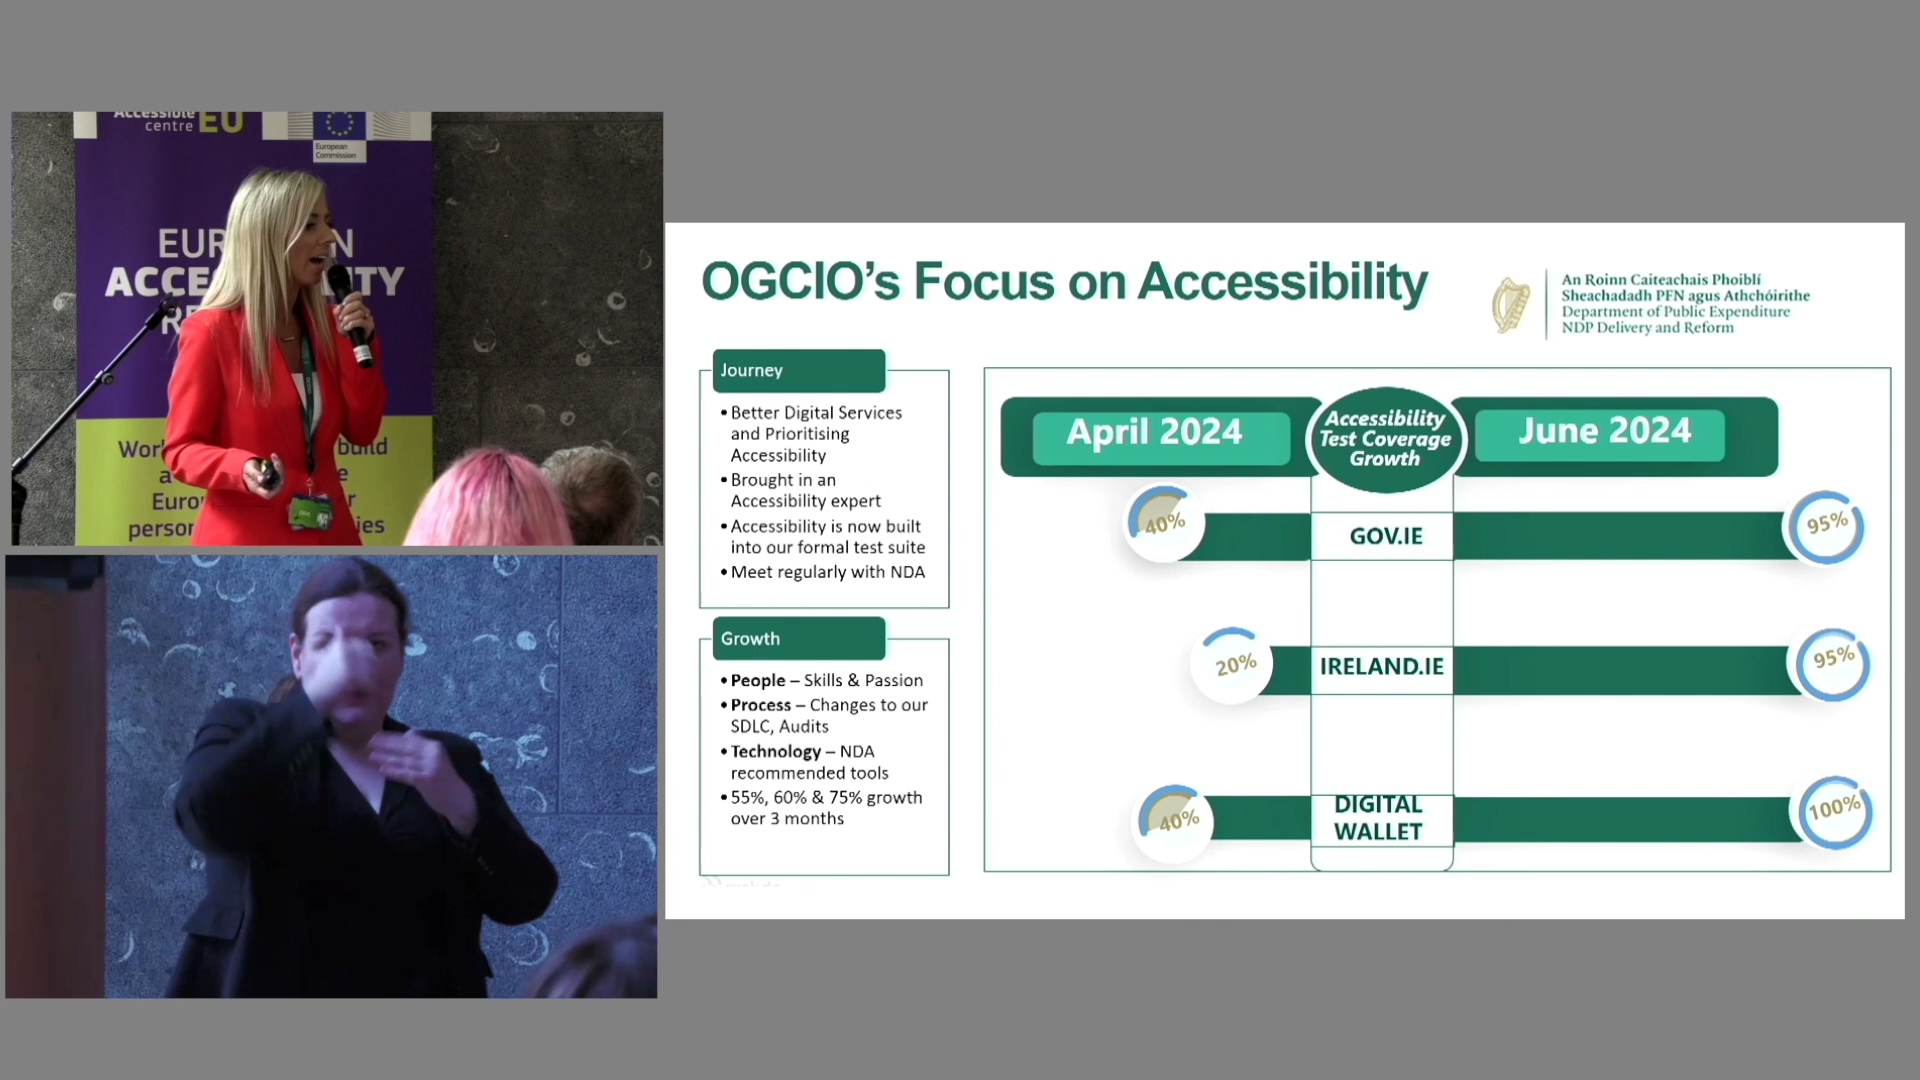 Accessible
centre EU
European
Commission
EUR N
ACCE ITY
R
Wor build
a e
Euro r
person ies
OGCIO’s Focus on Accessibility
An Roinn Caiteachais Phoiblí
Sheachadadh PFN agus Athchóirithe
Department of Public Expenditure
NDP Delivery and Reform
Journey
• Better Digital Services
and Prioritising
Accessibility
• Brought in an
Accessibility expert
• Accessibility is now built
into our formal test suite
• Meet regularly with NDA
Growth
• People – Skills & Passion
• Process – Changes to our
SDLC, Audits
• Technology – NDA
recommended tools
• 55%, 60% & 75% growth
over 3 months
April 2024
Accessibility
Test Coverage
Growth
June 2024
40%
GOV.IE
95%
20%
IRELAND.IE
95%
40%
DIGITAL
WALLET
100%